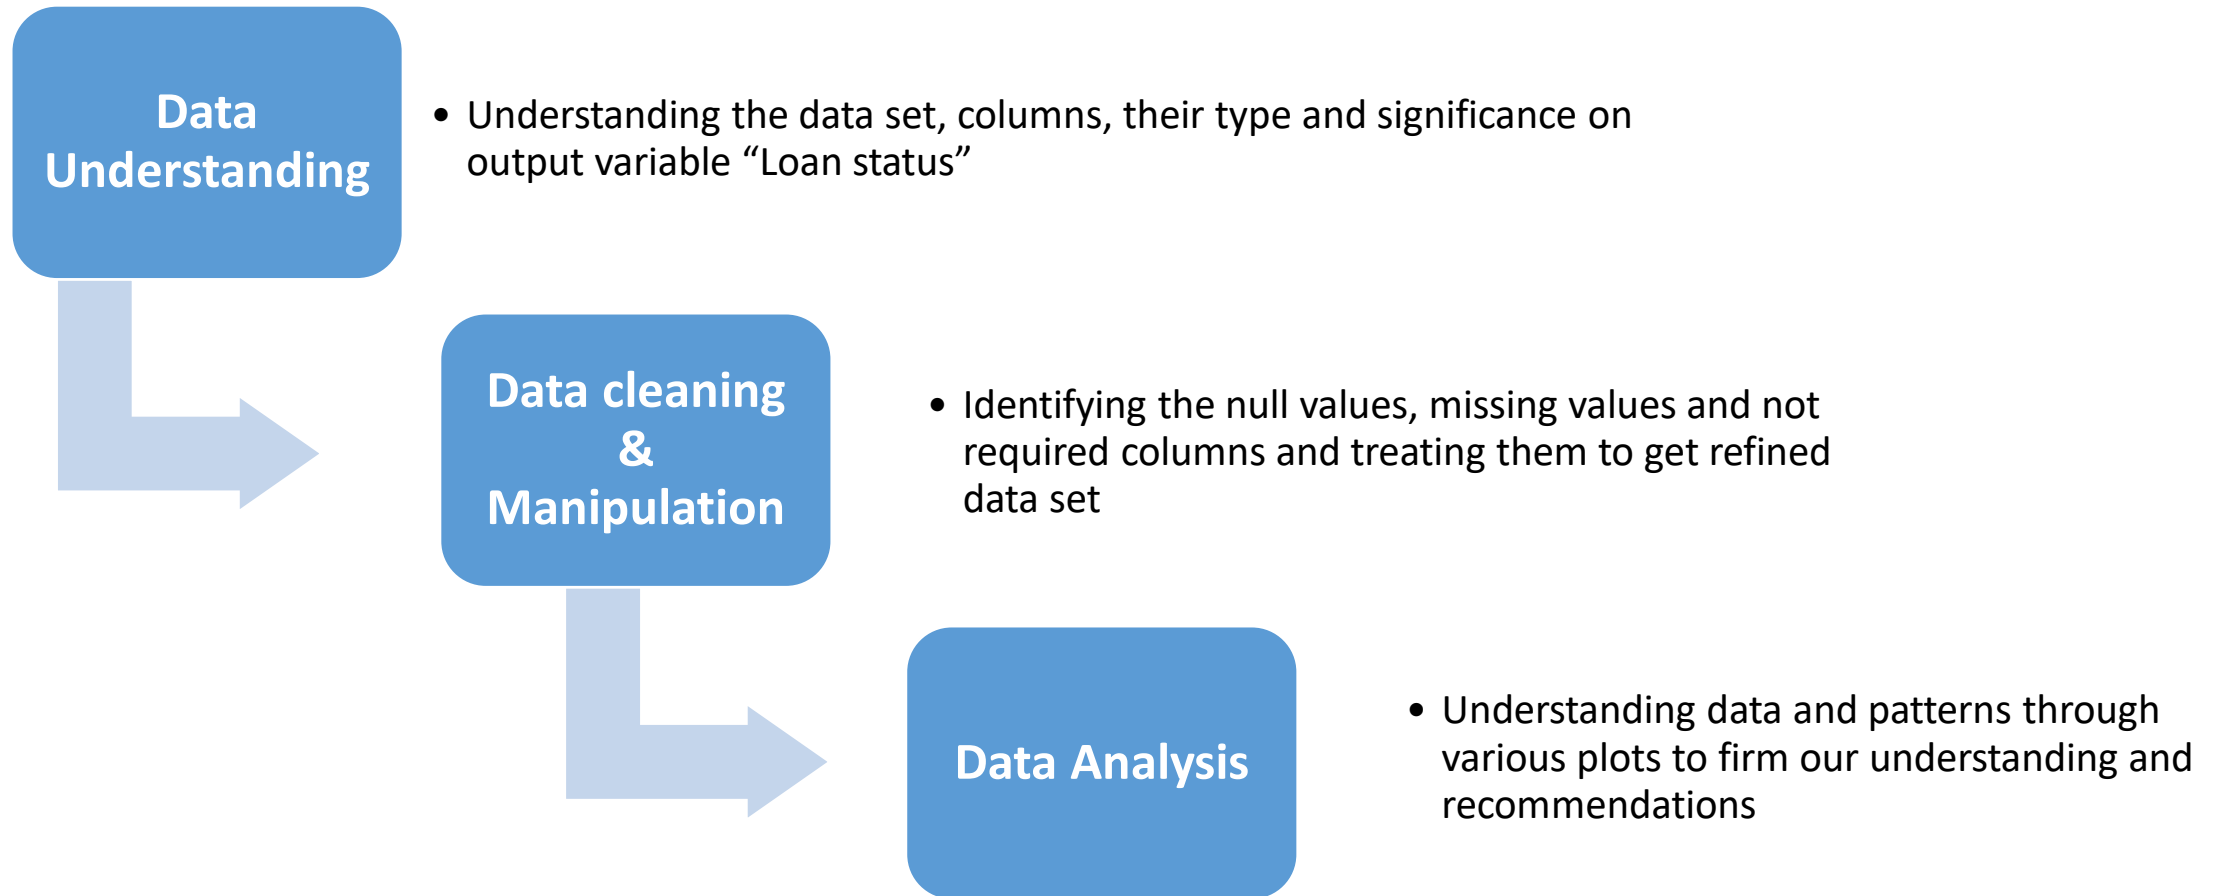 Data
Understanding
• Understanding the data set, columns, their type and significance on
output variable “Loan status”
Data cleaning
&
Manipulation
• Identifying the null values, missing values and not
required columns and treating them to get refined
data set
Data Analysis
• Understanding data and patterns through
various plots to firm our understanding and
recommendations